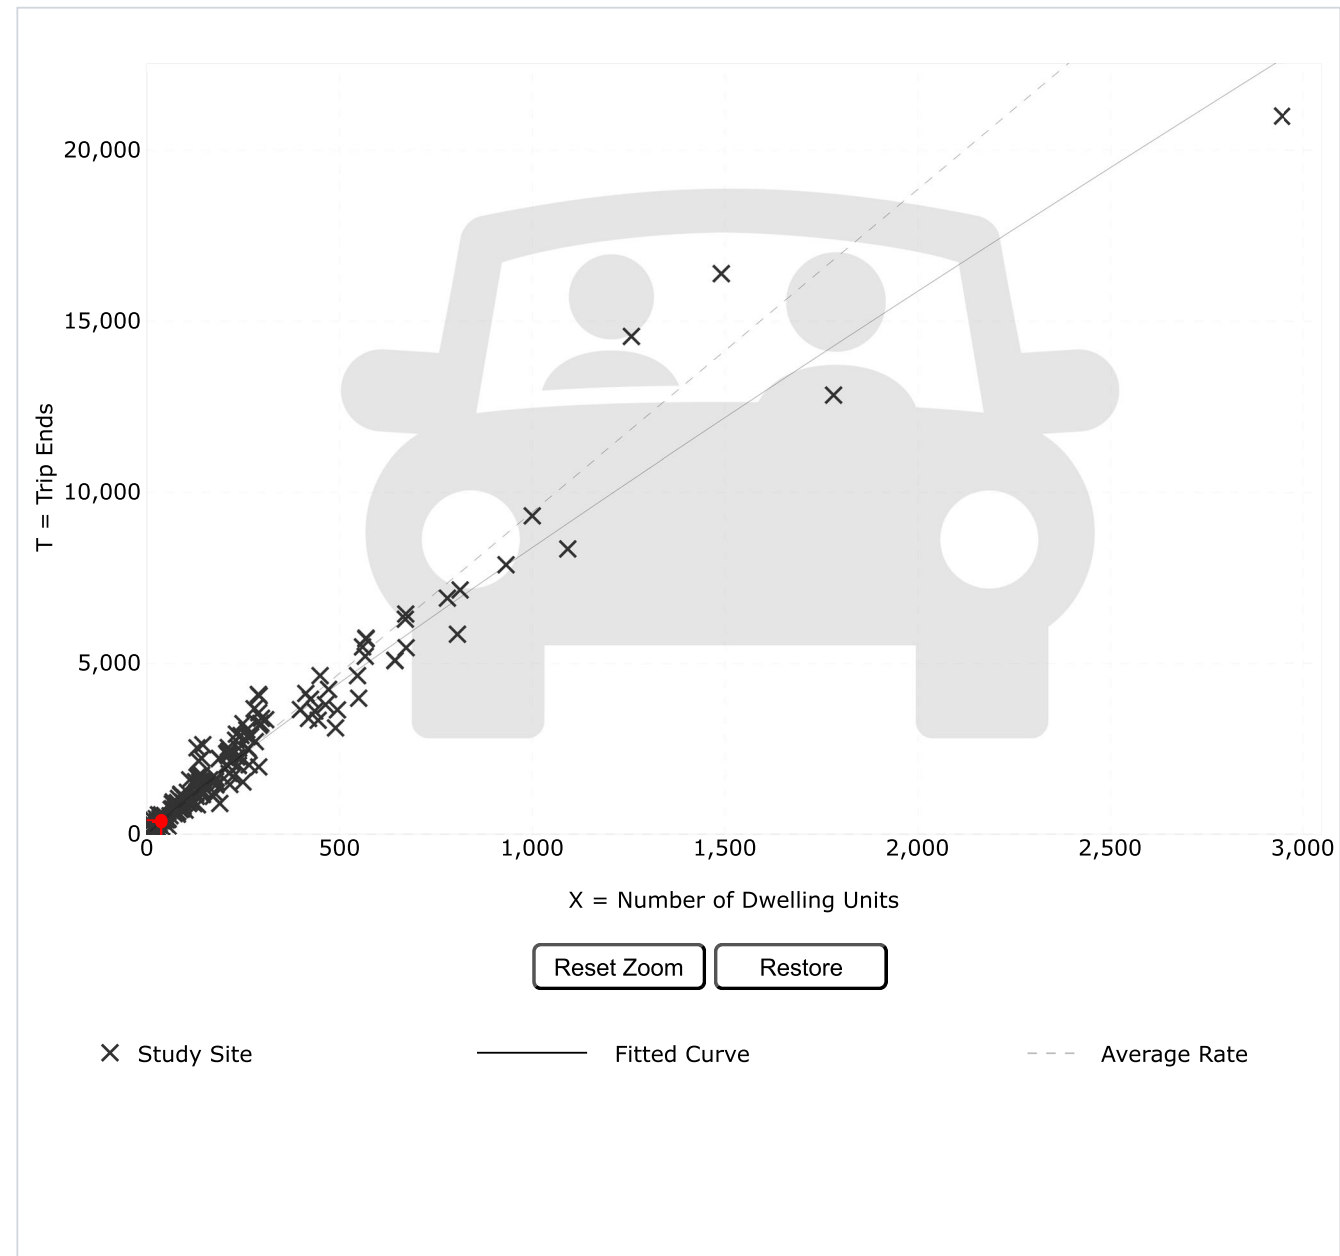 20,000
15,000
10,000
5,000
0
T = Trip Ends
0 500 1,000 1,500 2,000 2,500 3,000
X = Number of Dwelling Units
Reset Zoom Restore
Study Site Fitted Curve Average Rate